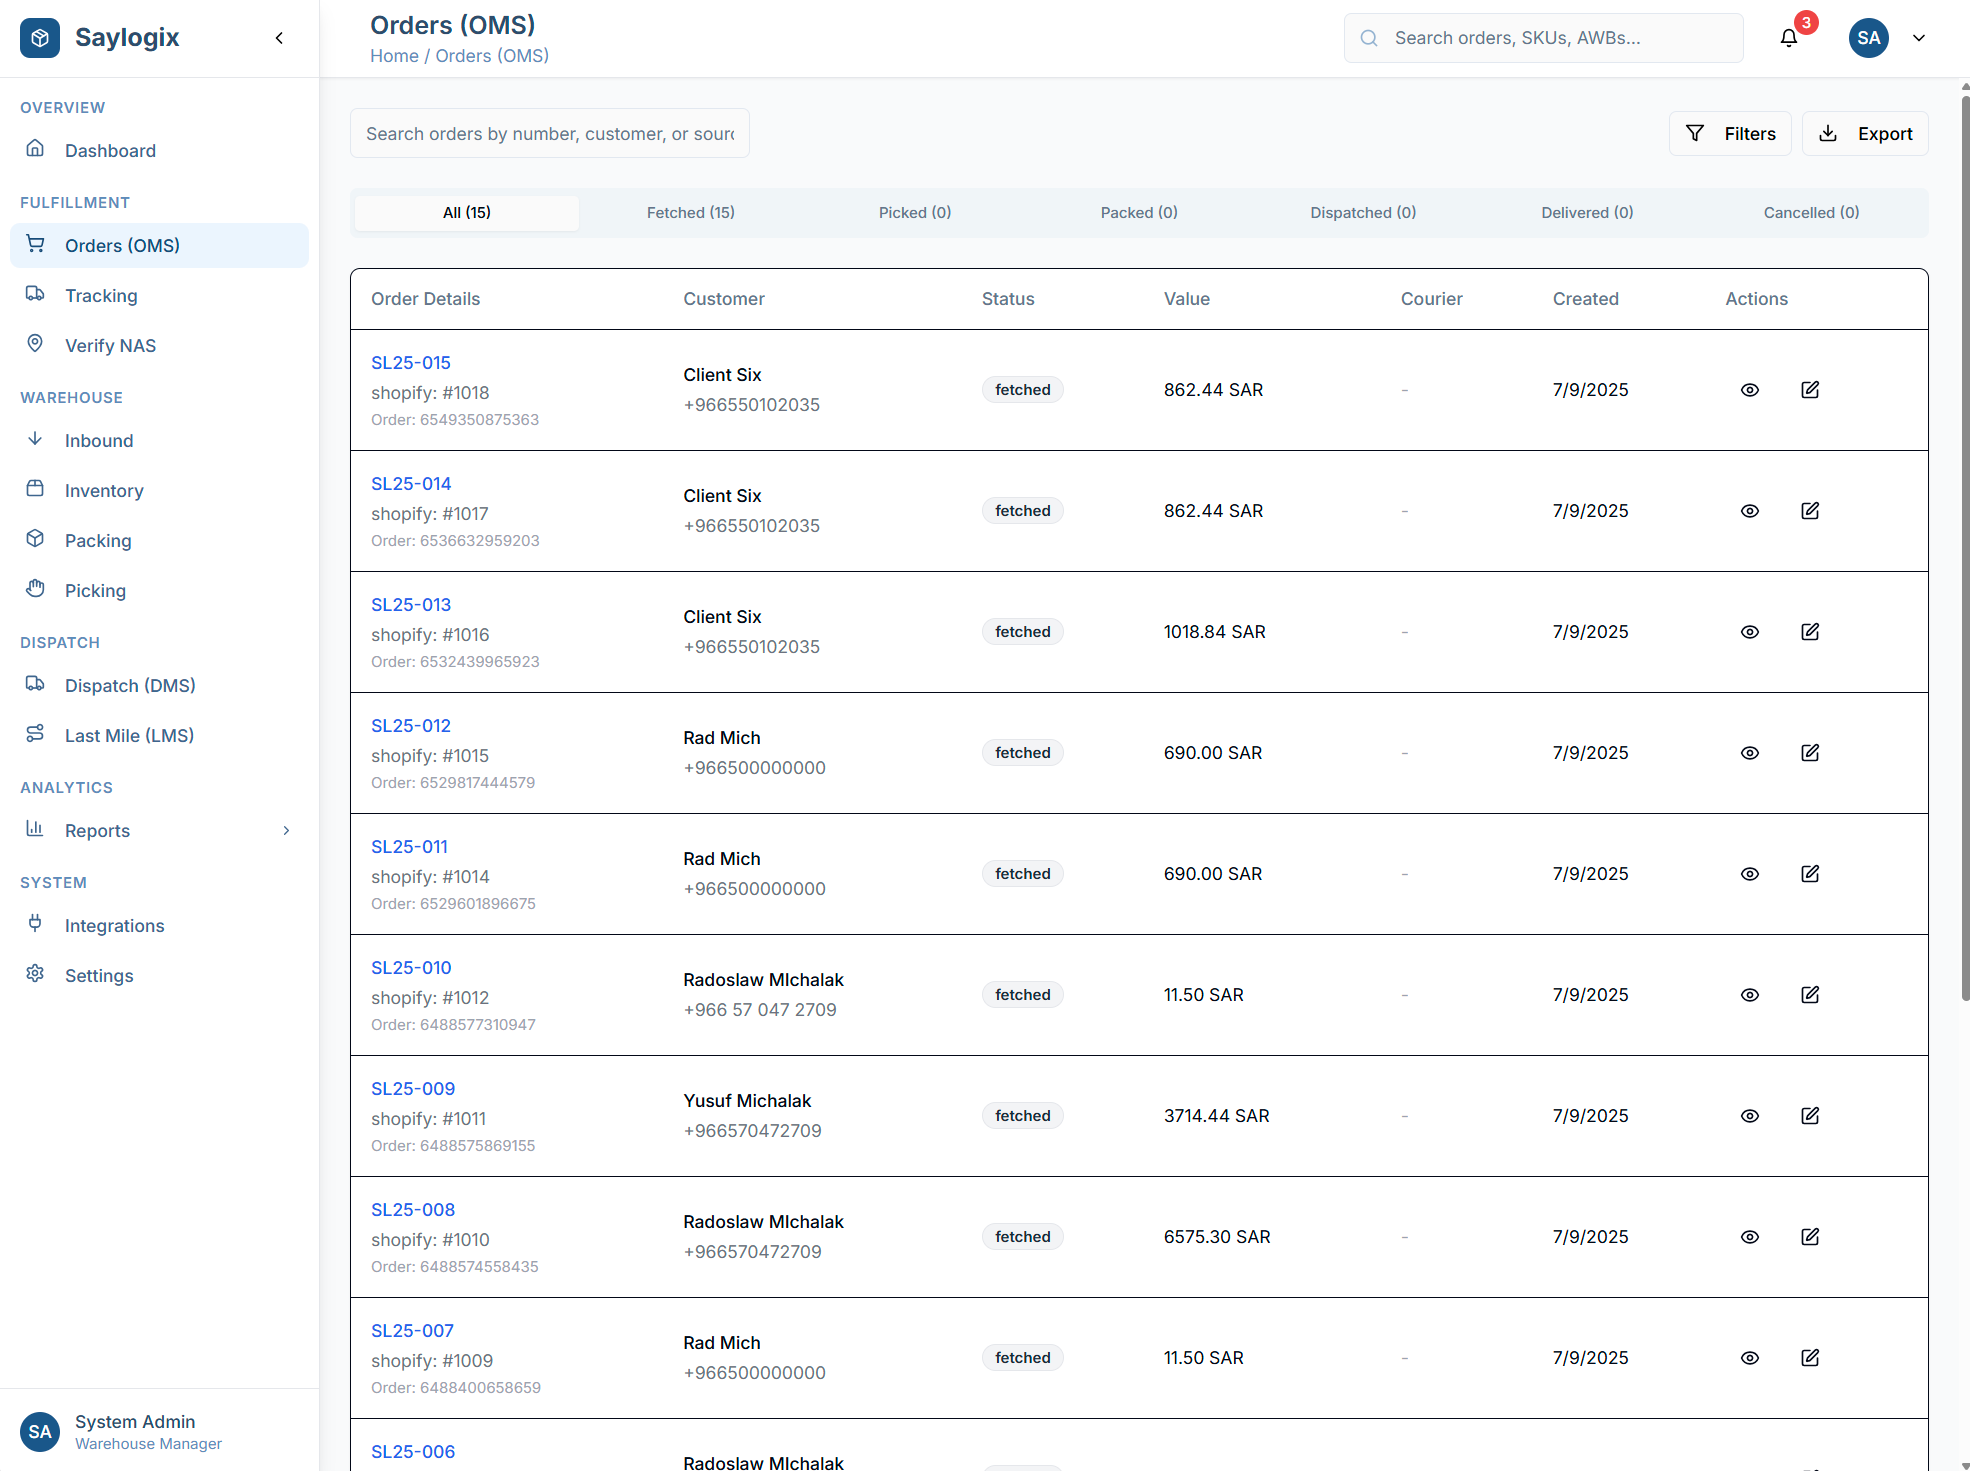 Saylogix
OVERVIEW
Dashboard
FULFILLMENT
Orders (OMS)
Tracking
Verify NAS
WAREHOUSE
Inbound
Inventory
Packing
Picking
DISPATCH
Dispatch (DMS)
Last Mile (LMS)
ANALYTICS
Reports
SYSTEM
Integrations
Settings
SA
System Admin
Warehouse Manager
Orders (OMS)
Home / Orders (OMS)
Search orders, SKUs, AWBs...
3
SA
Search orders by number, customer, or sourc
Filters
Export
All (15) Fetched (15) Picked (0) Packed (0) Dispatched (0) Delivered (0) Cancelled (0)
Order Details Customer Status Value Courier Created Actions
SL25-015
shopify: #1018
Order: 6549350875363
Client Six
+966550102035
fetched
862.44 SAR
-
7/9/2025
SL25-014
shopify: #1017
Order: 6536632959203
Client Six
+966550102035
fetched
862.44 SAR
-
7/9/2025
SL25-013
shopify: #1016
Order: 6532439965923
Client Six
+966550102035
fetched
1018.84 SAR
-
7/9/2025
SL25-012
shopify: #1015
Order: 6529817444579
Rad Mich
+966500000000
fetched
690.00 SAR
-
7/9/2025
SL25-011
shopify: #1014
Order: 6529601896675
Rad Mich
+966500000000
fetched
690.00 SAR
-
7/9/2025
SL25-010
shopify: #1012
Order: 6488577310947
Radoslaw MIchalak
+966 57 047 2709
fetched
11.50 SAR
-
7/9/2025
SL25-009
shopify: #1011
Order: 6488575869155
Yusuf Michalak
+966570472709
fetched
3714.44 SAR
-
7/9/2025
SL25-008
shopify: #1010
Order: 6488574558435
Radoslaw MIchalak
+966570472709
fetched
6575.30 SAR
-
7/9/2025
SL25-007
shopify: #1009
Order: 6488400658659
Rad Mich
+966500000000
fetched
11.50 SAR
-
7/9/2025
SL25-006
Radoslaw MIchalak